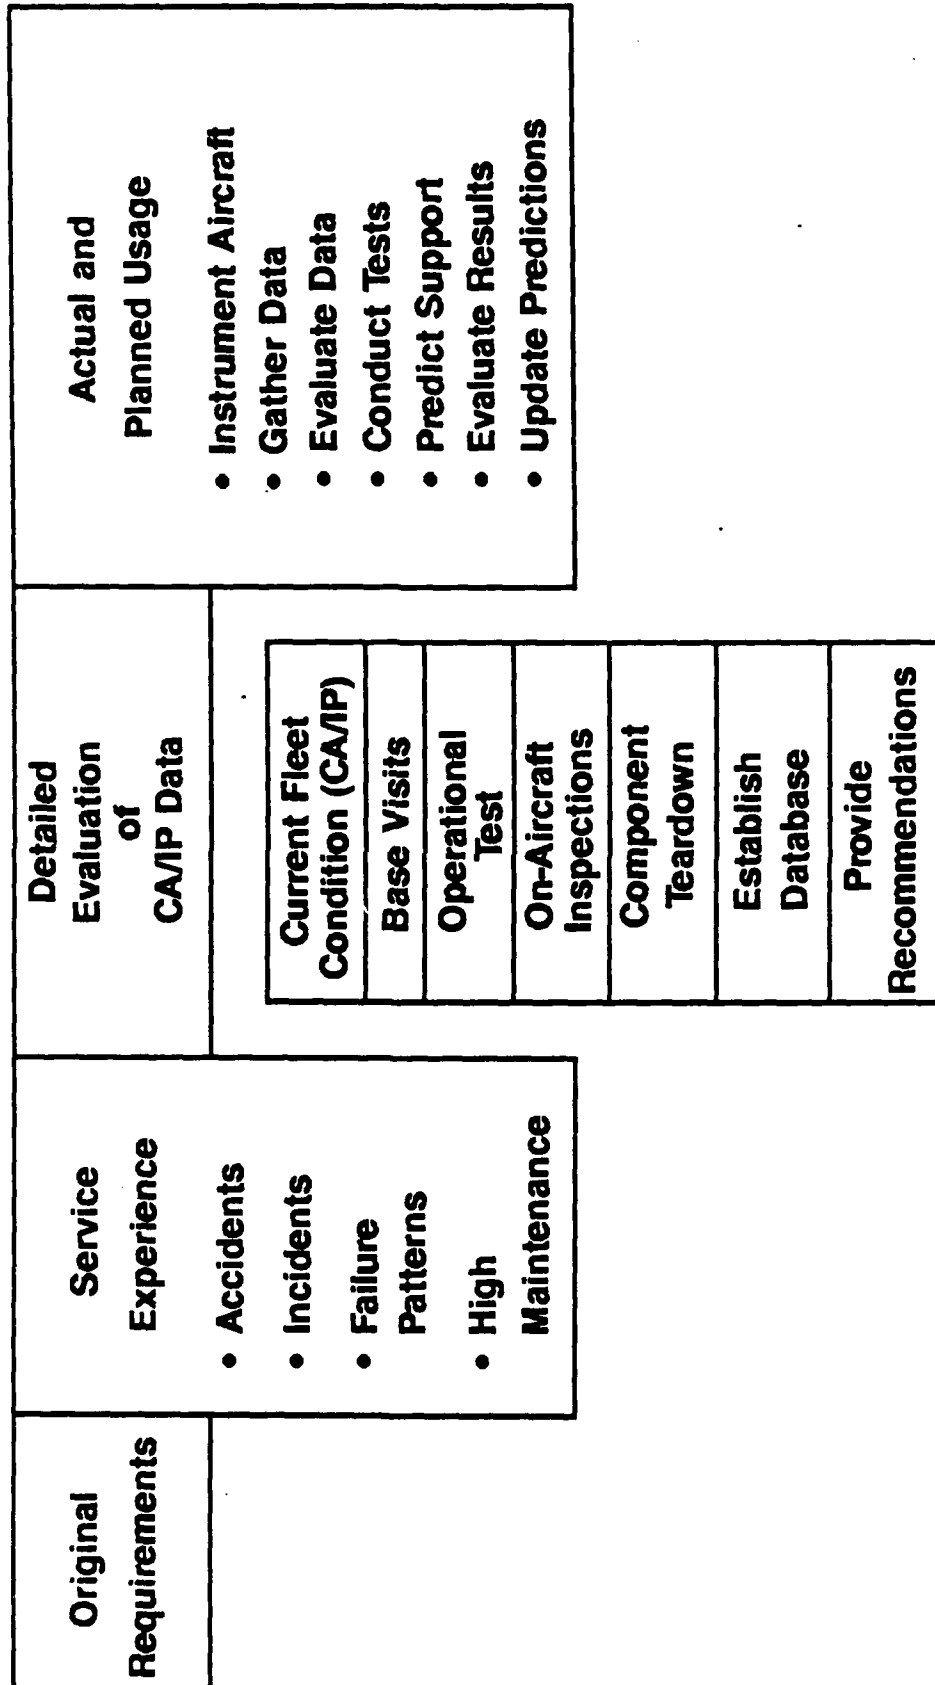 Original
Requirements
Service
Experience
• Accidents
• Incidents
• Failure
Patterns
• High
Maintenance
Detailed
Evaluation
of
CA/IP Data
Current Fleet
Condition (CA/IP)
Base Visits
Operational
Test
On-Aircraft
Inspections
Component
Teardown
Establish
Database
Provide
Recommendations
Actual and
Planned Usage
• Instrument Aircraft
• Gather Data
• Evaluate Data
• Conduct Tests
• Predict Support
• Evaluate Results
• Update Predictions